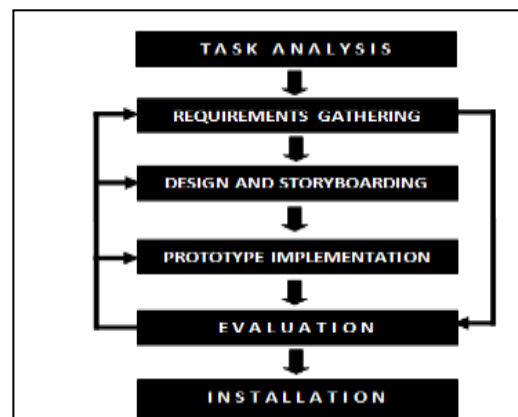 TASK ANALYSIS
REQUIREMENTS GATHERING
DESIGN AND STORYBOARDING
PROTOTYPE IMPLEMENTATION
EVALUATION
INSTALLATION